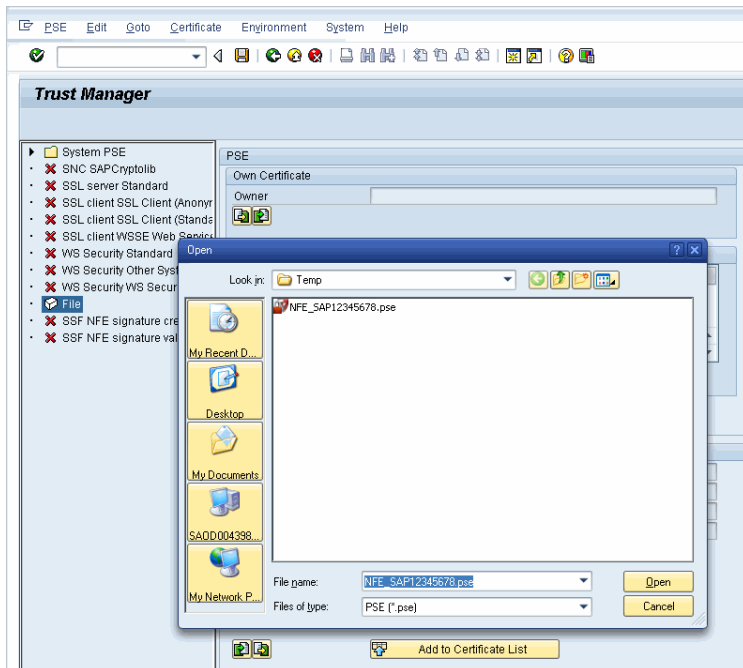 PSE Edit Goto Certificate Environment System Help
Trust Manager
System PSE
SNC SAPCryptolib
SSL server Standard
SSL client SSL Client (Anonyr
SSL client SSL Client (Standa
SSL client WSSE Web Service
WS Security Standard
WS Security Other Syst
WS Security WS Secur
File
SSF NFE signature cre
SSF NFE signature val
PSE
Own Certificate
Owner
Open
Look in: Temp
NFE_SAP12345678.pse
My Recent D...
Desktop
My Documents
SAOD004398...
My Network P...
File name: NFE_SAP12345678.pse Open
Files of type: PSE (*.pse) Cancel
Add to Certificate List